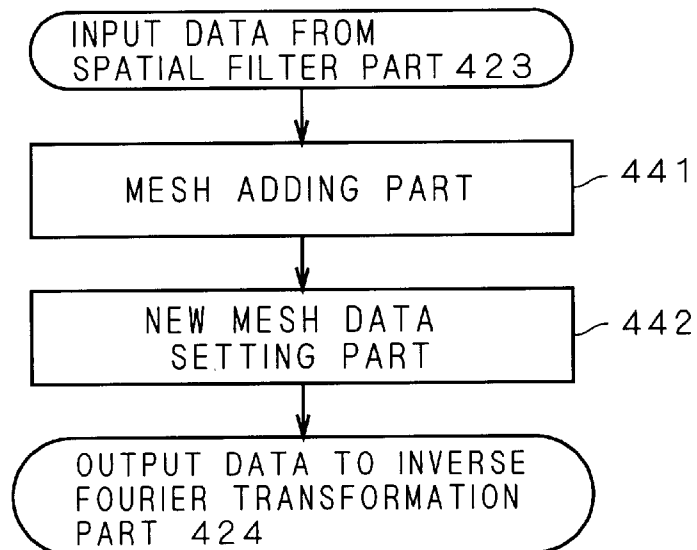 INPUT DATA FROM
SPATIAL FILTER PART 423
MESH ADDING PART
441
NEW MESH DATA
SETTING PART
442
OUTPUT DATA TO INVERSE
FOURIER TRANSFORMATION
PART 424